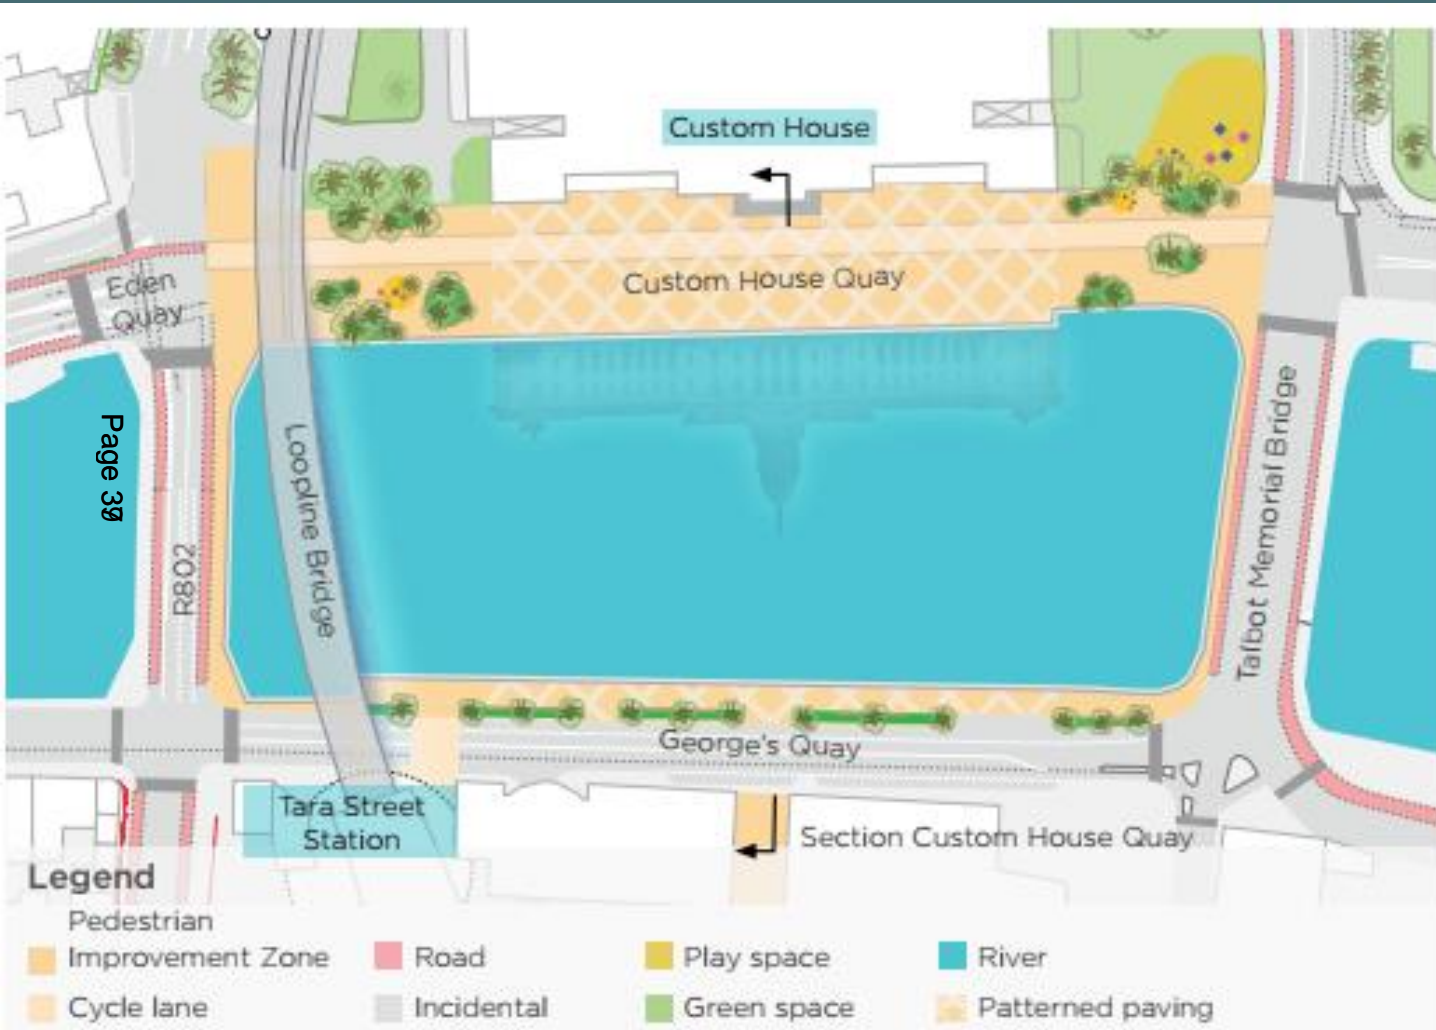 Custom House
Custom House Quay
Eden
Quay
Page
R802
Loopline Bridge
Talbot Memorial Bridge
George's Quay
Tara Street
Station
Section Custom House Quay
Legend
Pedestrian
Improvement Zone
Road
Play space
River
Cycle lane
Incidental
Green space
Patterned paving